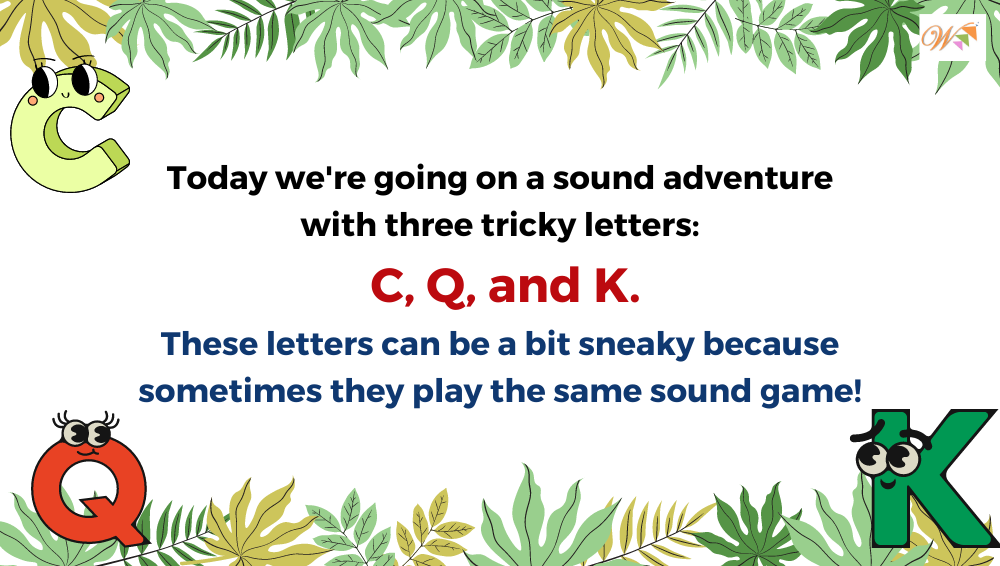 Today we're going on a sound adventure
with three tricky letters:
C, Q, and K.
These letters can be a bit sneaky because
sometimes they play the same sound game!
C
Q
K
W